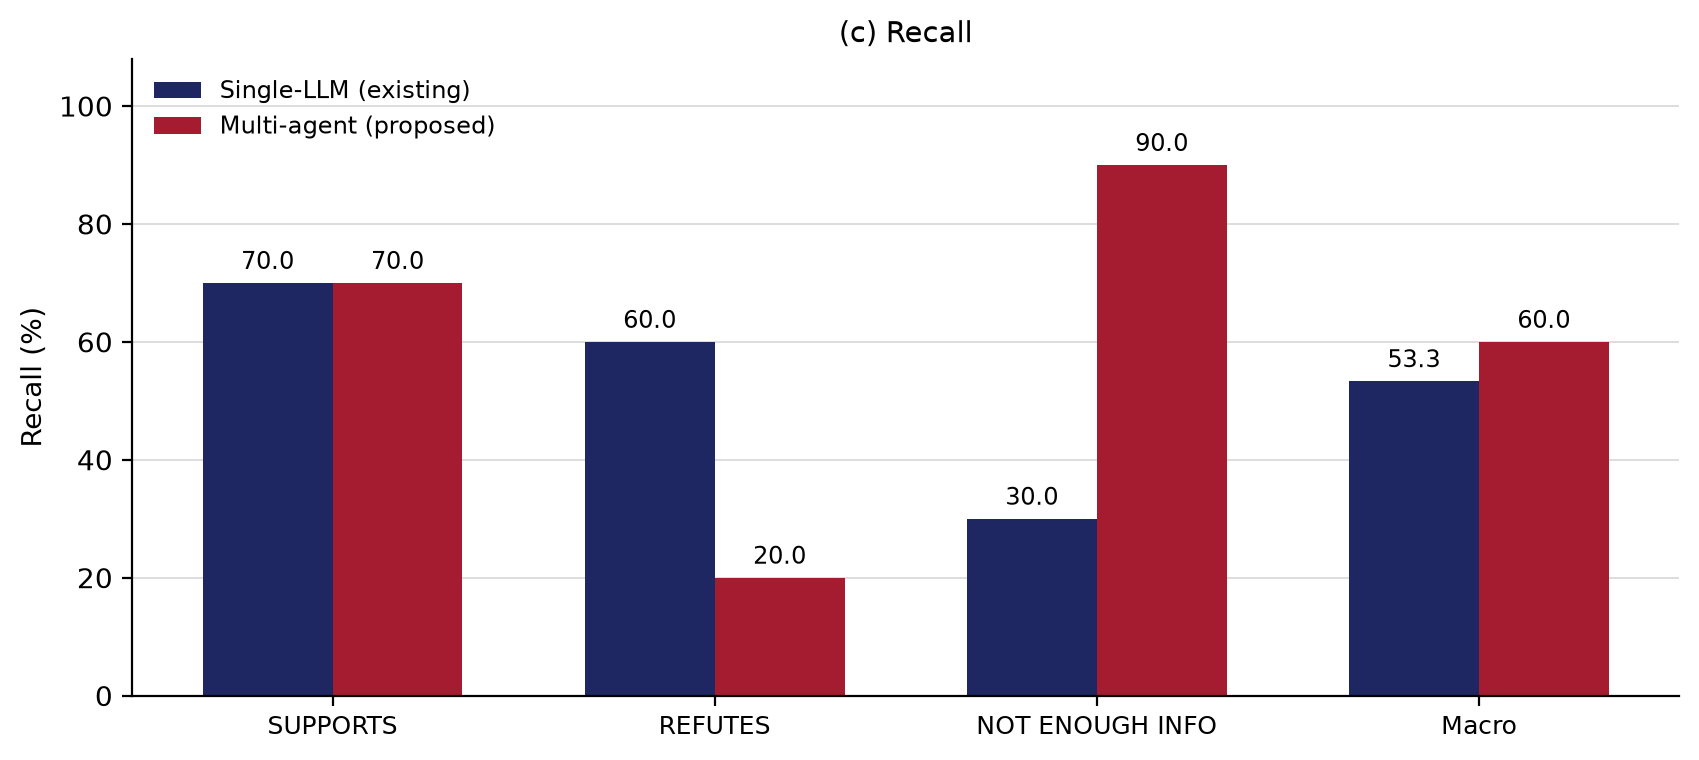 (c) Recall
Single-LLM (existing)
Multi-agent (proposed)
Recall (%)
100
80
60
40
20
0
70.0
70.0
60.0
20.0
30.0
90.0
53.3
60.0
SUPPORTS
REFUTES
NOT ENOUGH INFO
Macro